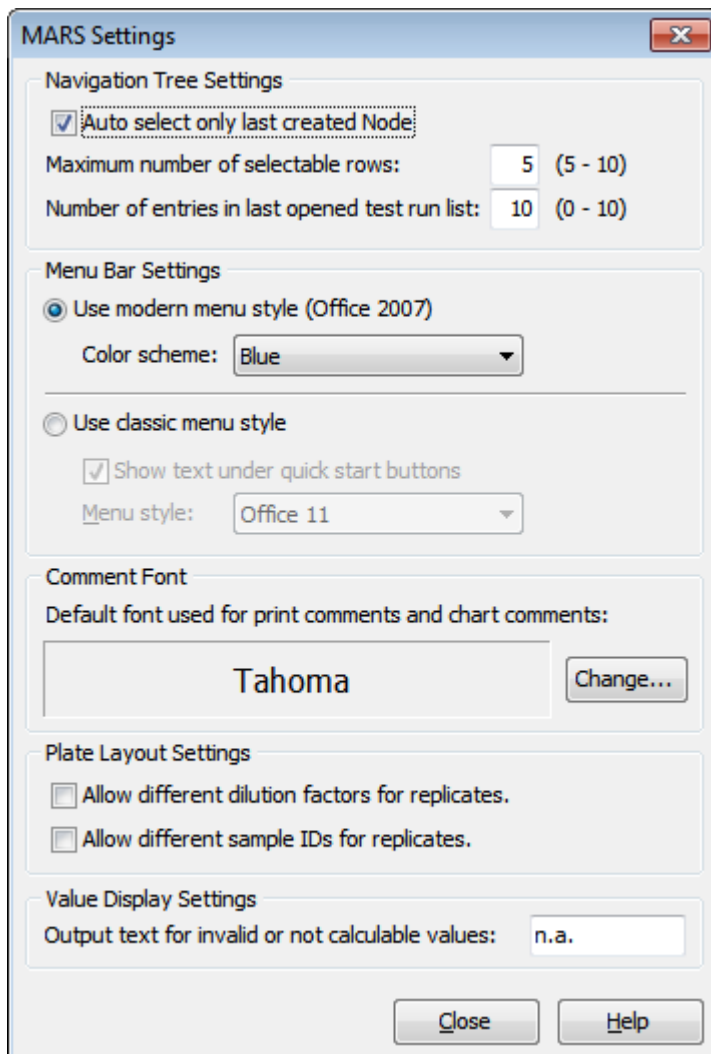 MARS Settings
Navigation Tree Settings
Auto select only last created Node
Maximum number of selectable rows: 5 (5 - 10)
Number of entries in last opened test run list: 10 (0 - 10)
Menu Bar Settings
Use modern menu style (Office 2007)
Color scheme: Blue
Use classic menu style
Show text under quick start buttons
Menu style: Office 11
Comment Font
Default font used for print comments and chart comments:
Tahoma Change...
Plate Layout Settings
Allow different dilution factors for replicates.
Allow different sample IDs for replicates.
Value Display Settings
Output text for invalid or not calculable values: n.a.
Close Help